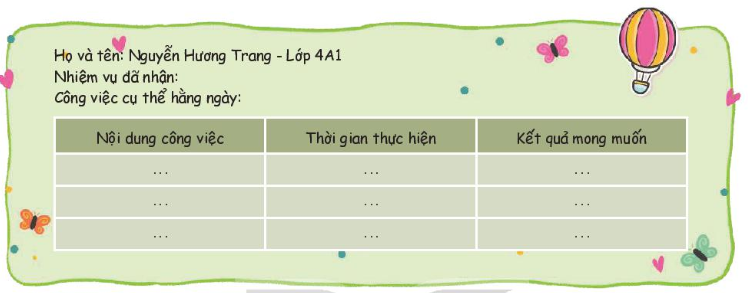 Họ và tên: Nguyễn Hương Trang - Lớp 4A1
Nhiệm vụ đã nhận:
Công việc cụ thể hằng ngày:
Nội dung công việc Thời gian thực hiện Kết quả mong muốn
... ... ...
... ... ...
... ... ...